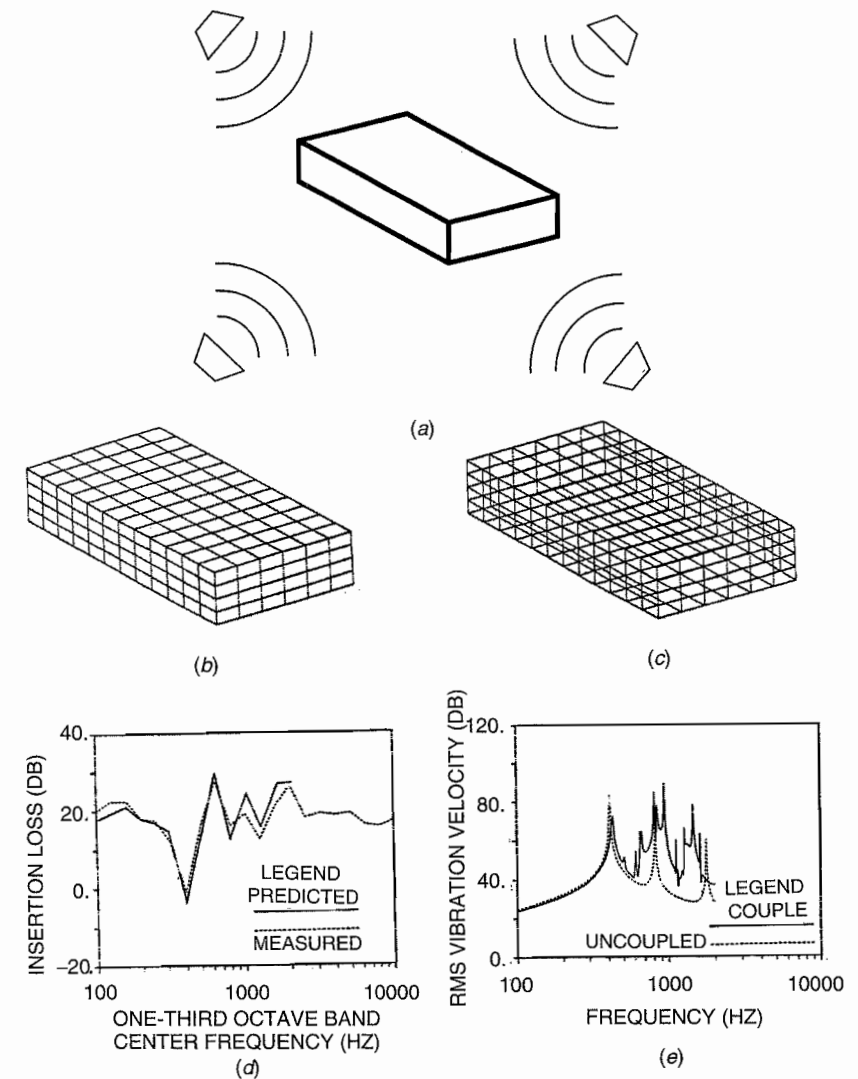 (a)
(b)
(c)
INSERTION LOSS (DB)
40.
20.
0.
–20.
LEGEND
PREDICTED
MEASURED
100
1000
10000
ONE-THIRD OCTAVE BAND
CENTER FREQUENCY (HZ)
(d)
RMS VIBRATION VELOCITY (DB)
120.
80.
40.
0.
LEGEND
COUPLE
UNCOUPLED
100
1000
10000
FREQUENCY (HZ)
(e)